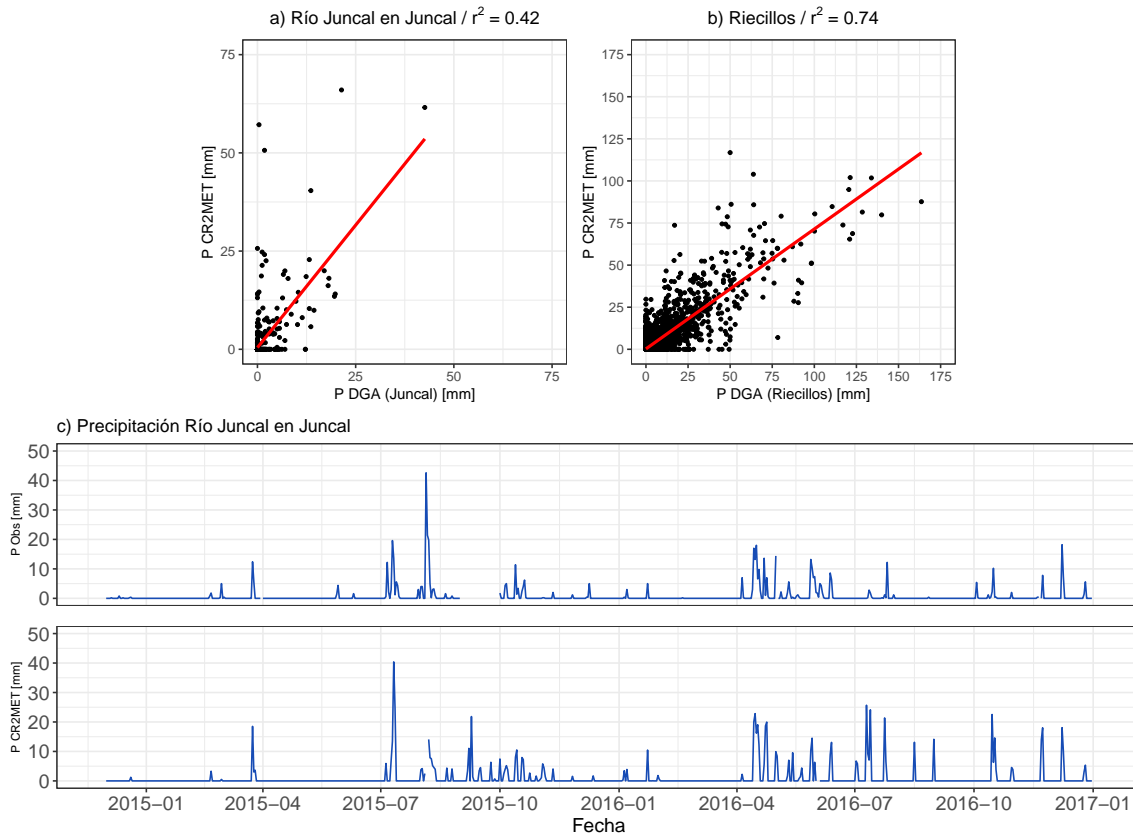 a) Río Juncal en Juncal / r² = 0.42
b) Riecillos / r² = 0.74
P CR2MET [mm]
75
50
25
0
0 25 50 75
P DGA (Juncal) [mm]
P CR2MET [mm]
175
150
125
100
75
50
25
0
0 25 50 75 100 125 150 175
P DGA (Riecillos) [mm]
c) Precipitación Río Juncal en Juncal
P Obs [mm]
50
40
30
20
10
0
P CR2MET [mm]
50
40
30
20
10
0
2015–01 2015–04 2015–07 2015–10 2016–01 2016–04 2016–07 2016–10 2017–01
Fecha